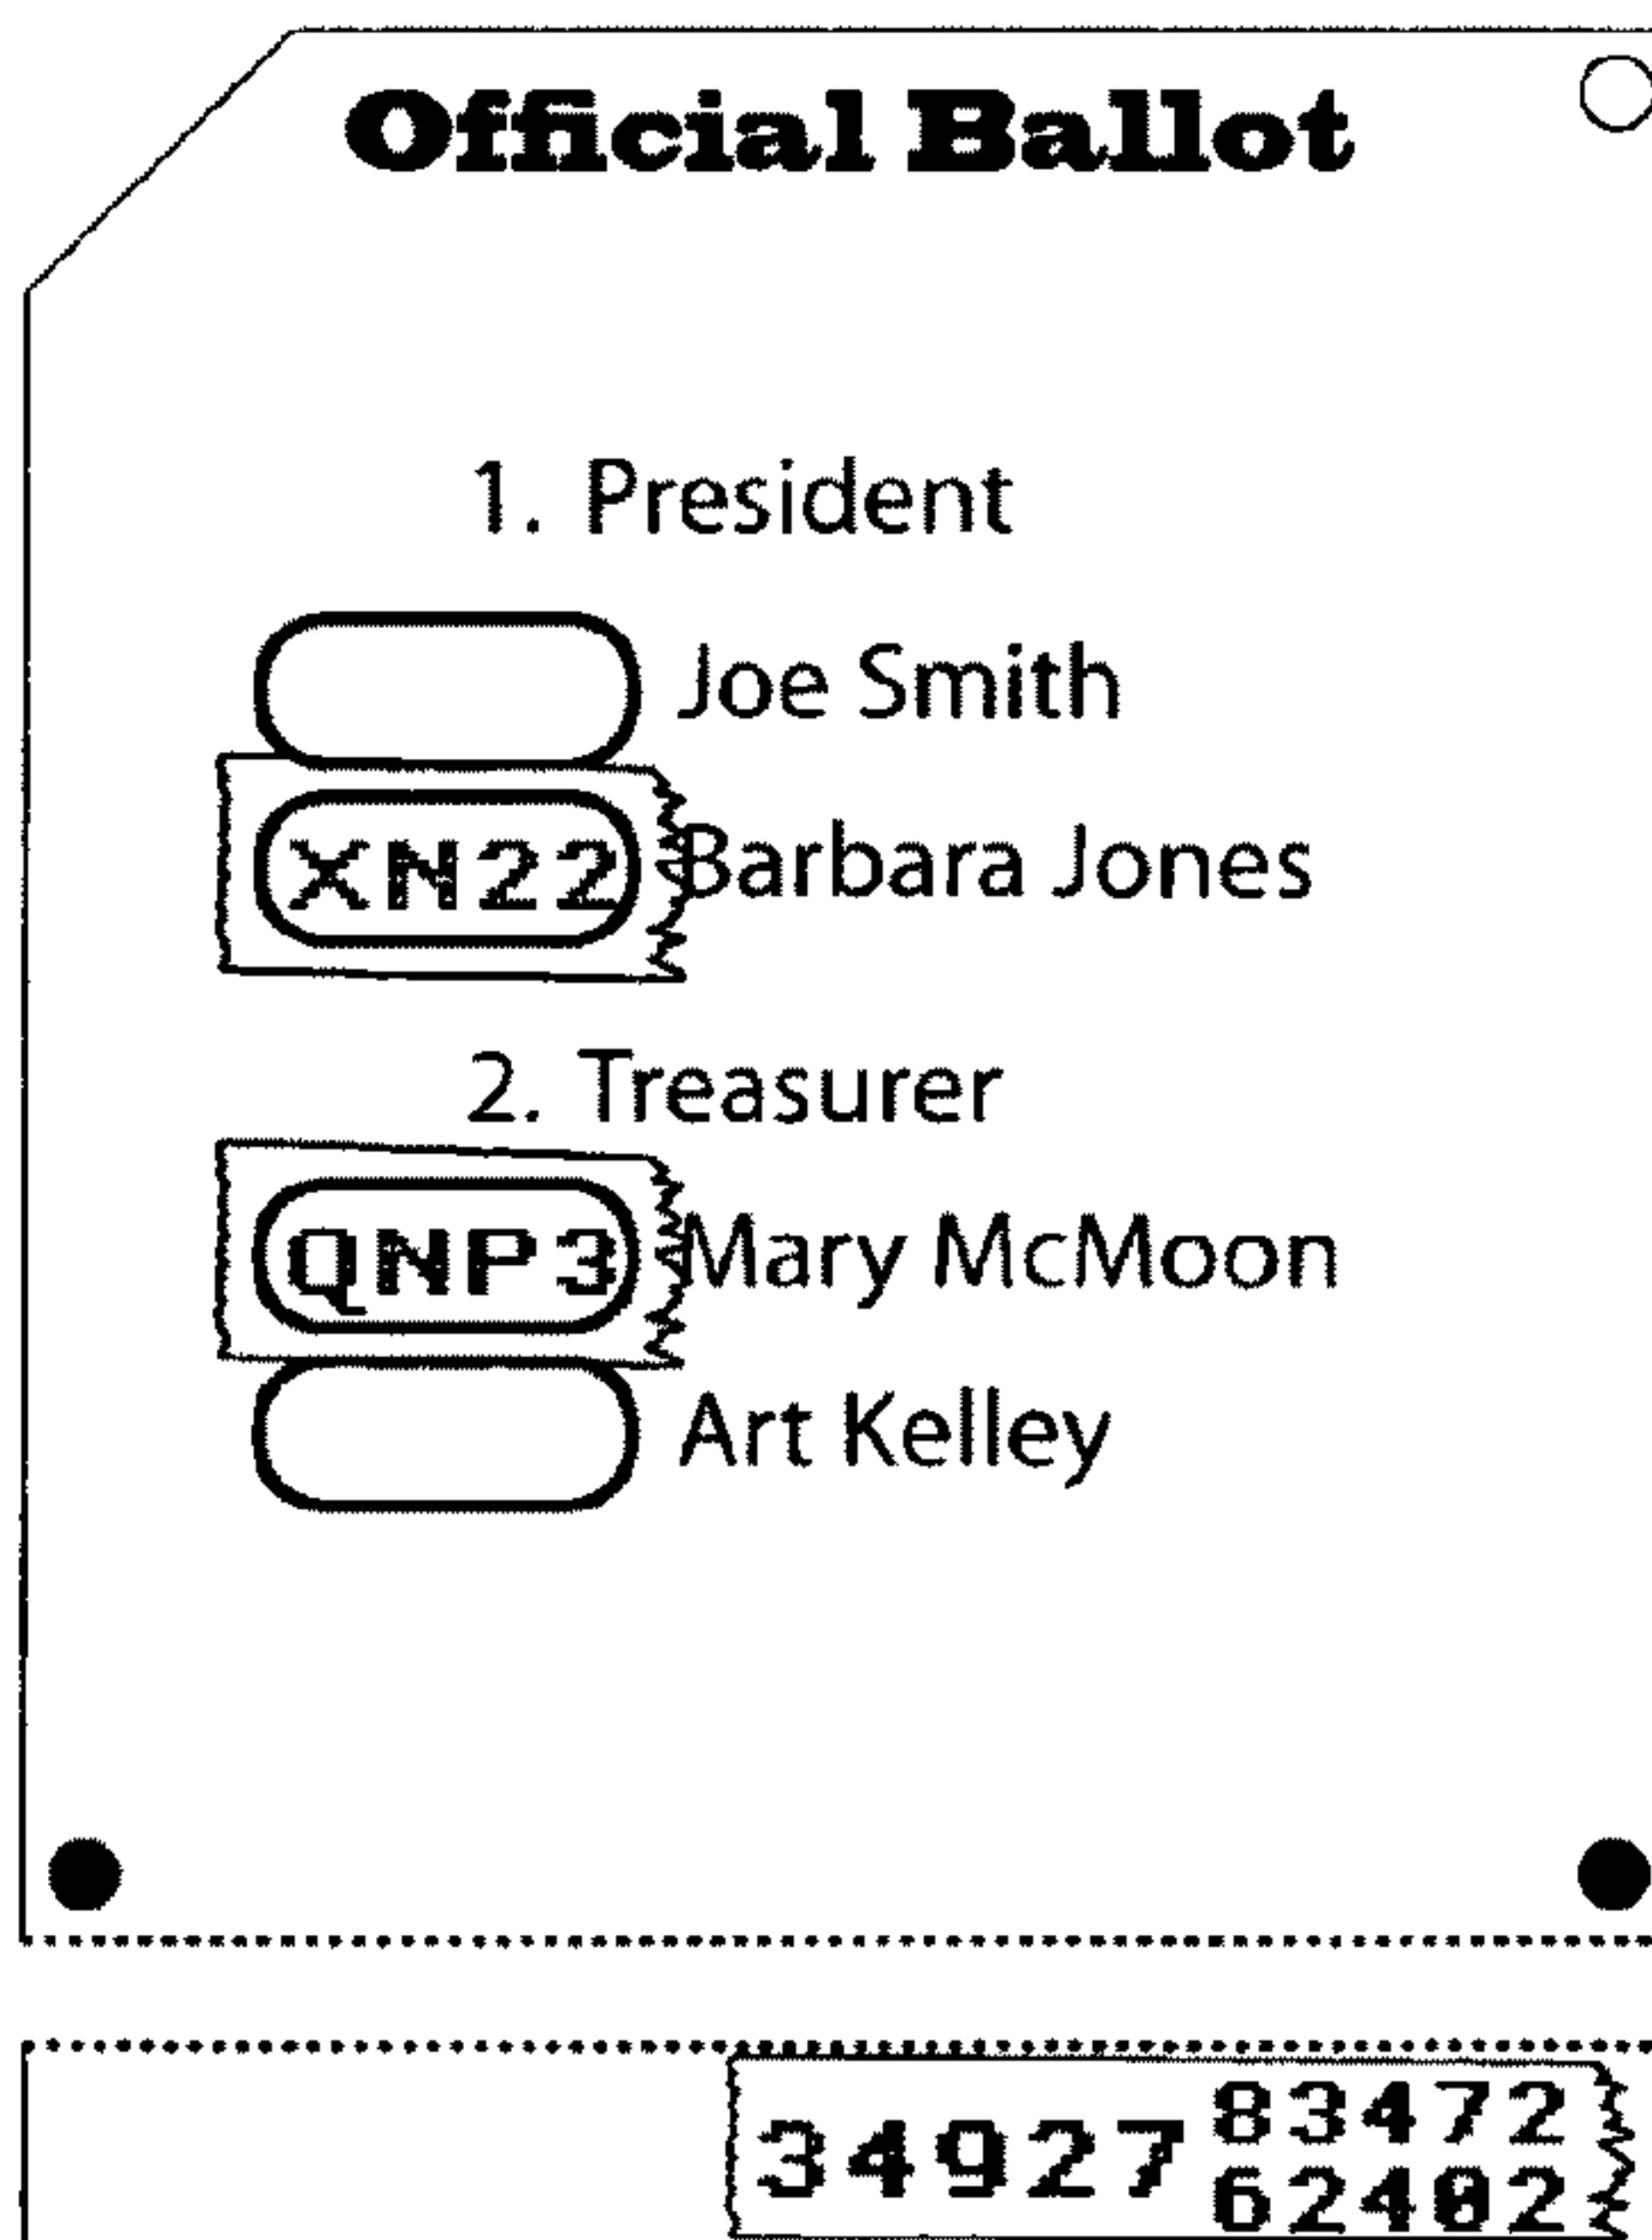 Official Ballot
1. President
Joe Smith
XN22 Barbara Jones
2. Treasurer
QNP3 Mary McMoon
Art Kelley
34927 83472
62402